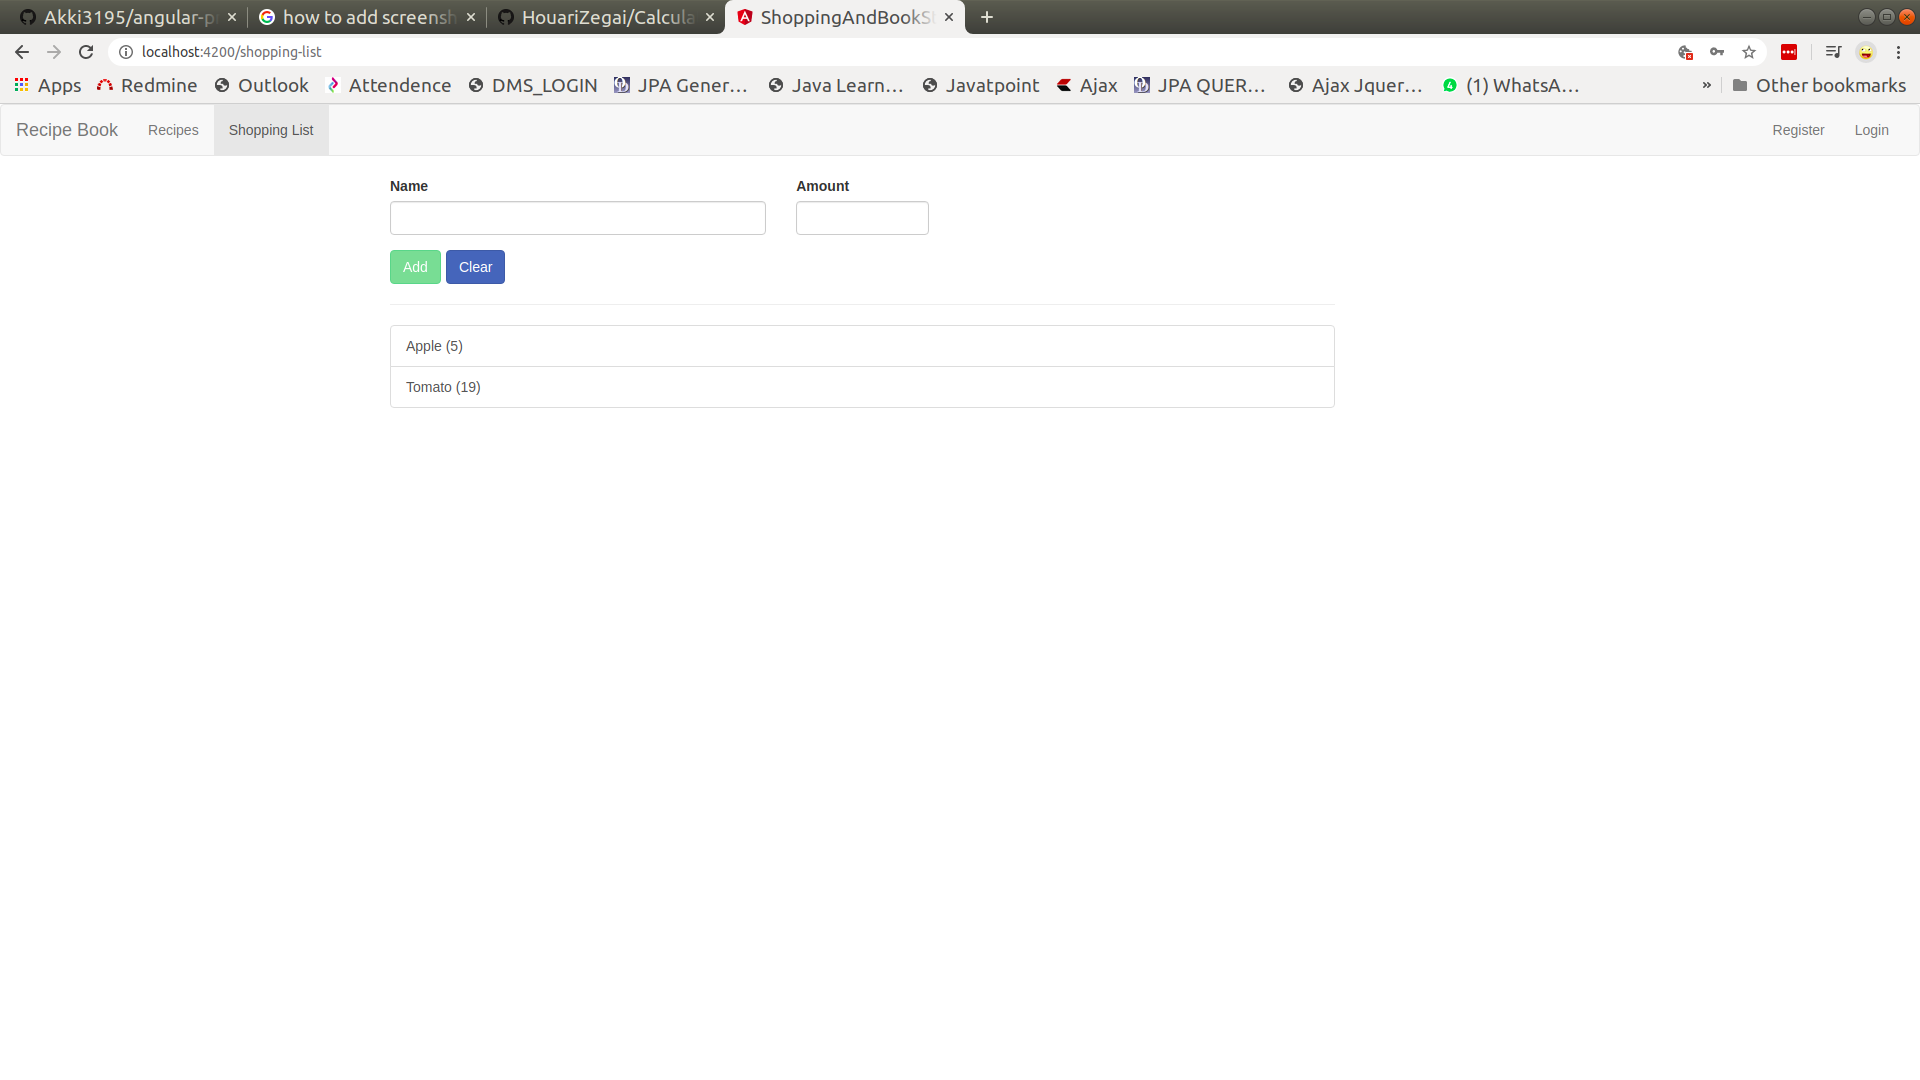 Akki3195/angular-p
how to add screensh
HouariZegai/Calcula
ShoppingAndBookS
localhost:4200/shopping-list
Apps Redmine Outlook Attendence DMS_LOGIN JPA Gener... Java Learn... Javatpoint Ajax JPA QUER... Ajax Jquer... (1) WhatsA... » Other bookmarks
Recipe Book Recipes Shopping List Register Login
Name Amount
Add Clear
Apple (5)
Tomato (19)